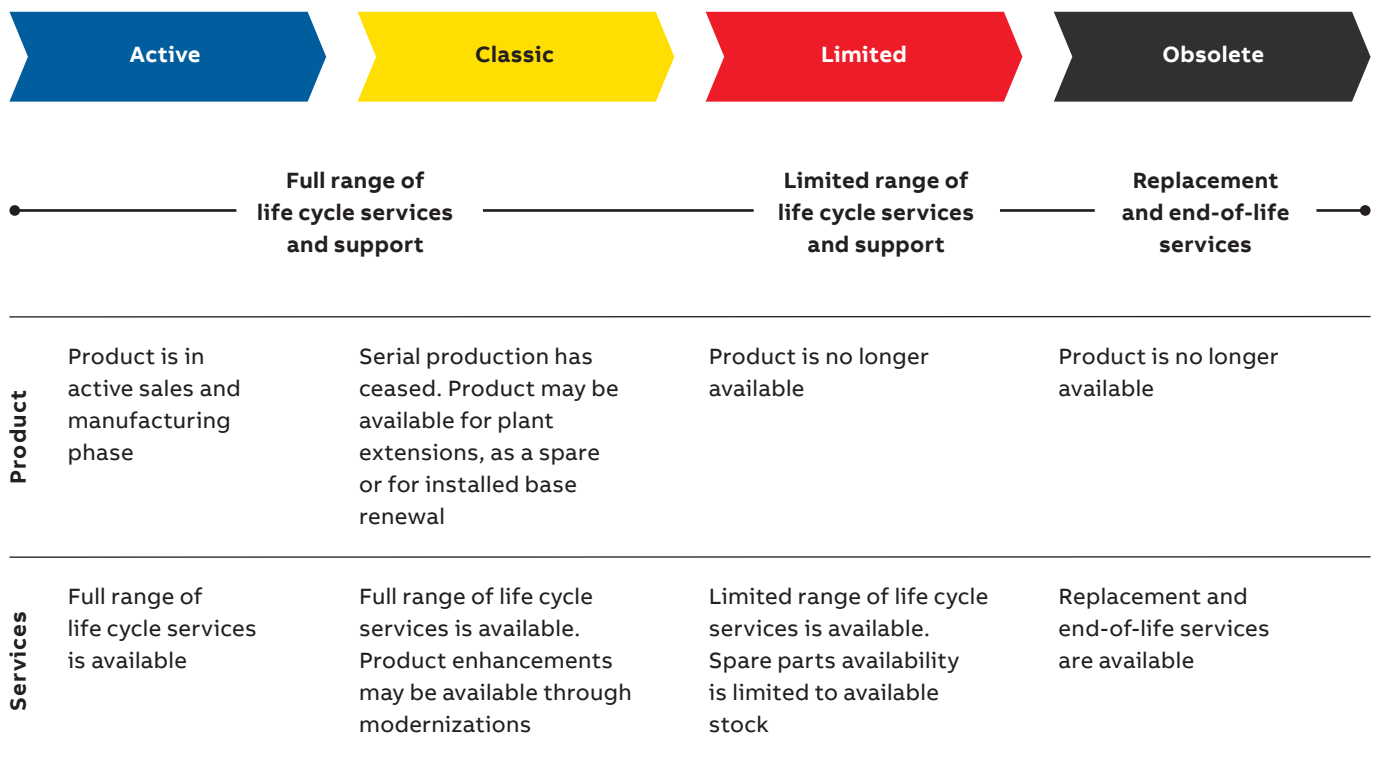 Active
Classic
Limited
Obsolete
Full range of
life cycle services
and support
Limited range of
life cycle services
and support
Replacement
and end-of-life
services
Product
Product is in
active sales and
manufacturing
phase
Serial production has
ceased. Product may be
available for plant
extensions, as a spare
or for installed base
renewal
Product is no longer
available
Product is no longer
available
Services
Full range of
life cycle services
is available
Full range of life cycle
services is available.
Product enhancements
may be available through
modernizations
Limited range of life cycle
services is available.
Spare parts availability
is limited to available
stock
Replacement and
end-of-life services
are available